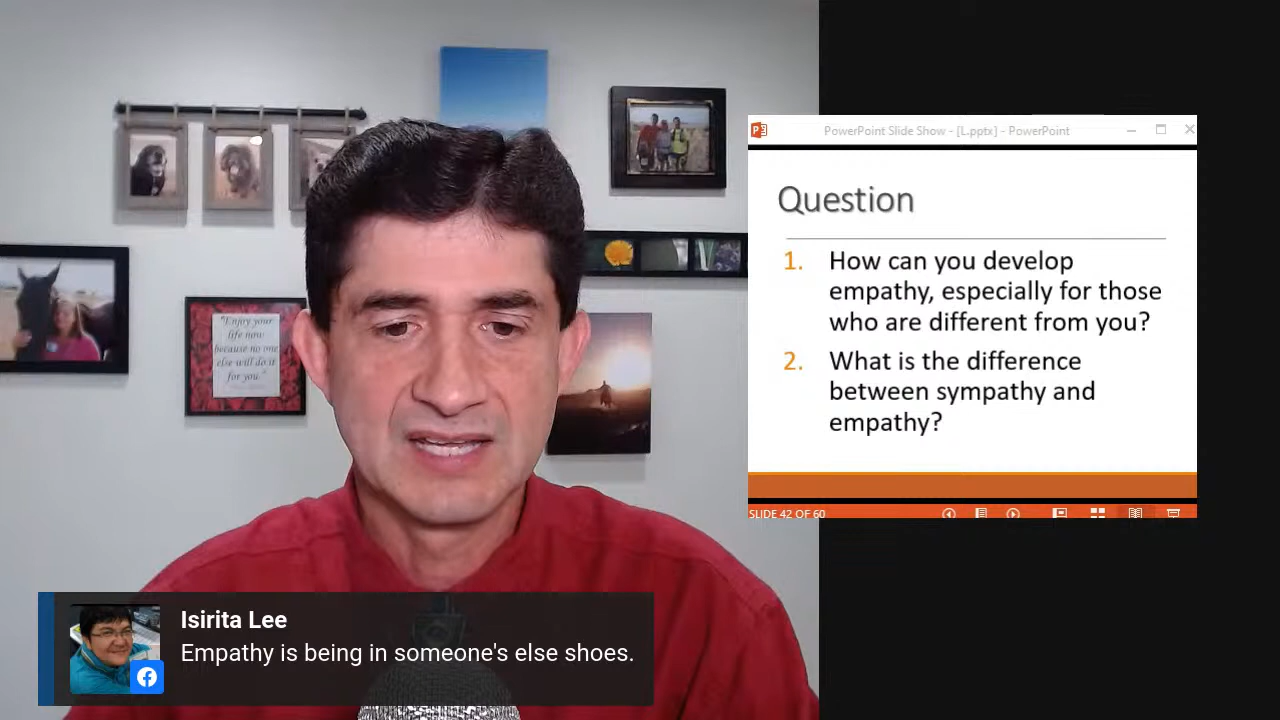 PowerPoint Slide Show - [L.pptx] - PowerPoint
Question
1. How can you develop
empathy, especially for those
who are different from you?
2. What is the difference
between sympathy and
empathy?
SLIDE 42 OF 60
"Enjoy your
life now
because no one
else will do it
for you."
Isirita Lee
Empathy is being in someone's else shoes.